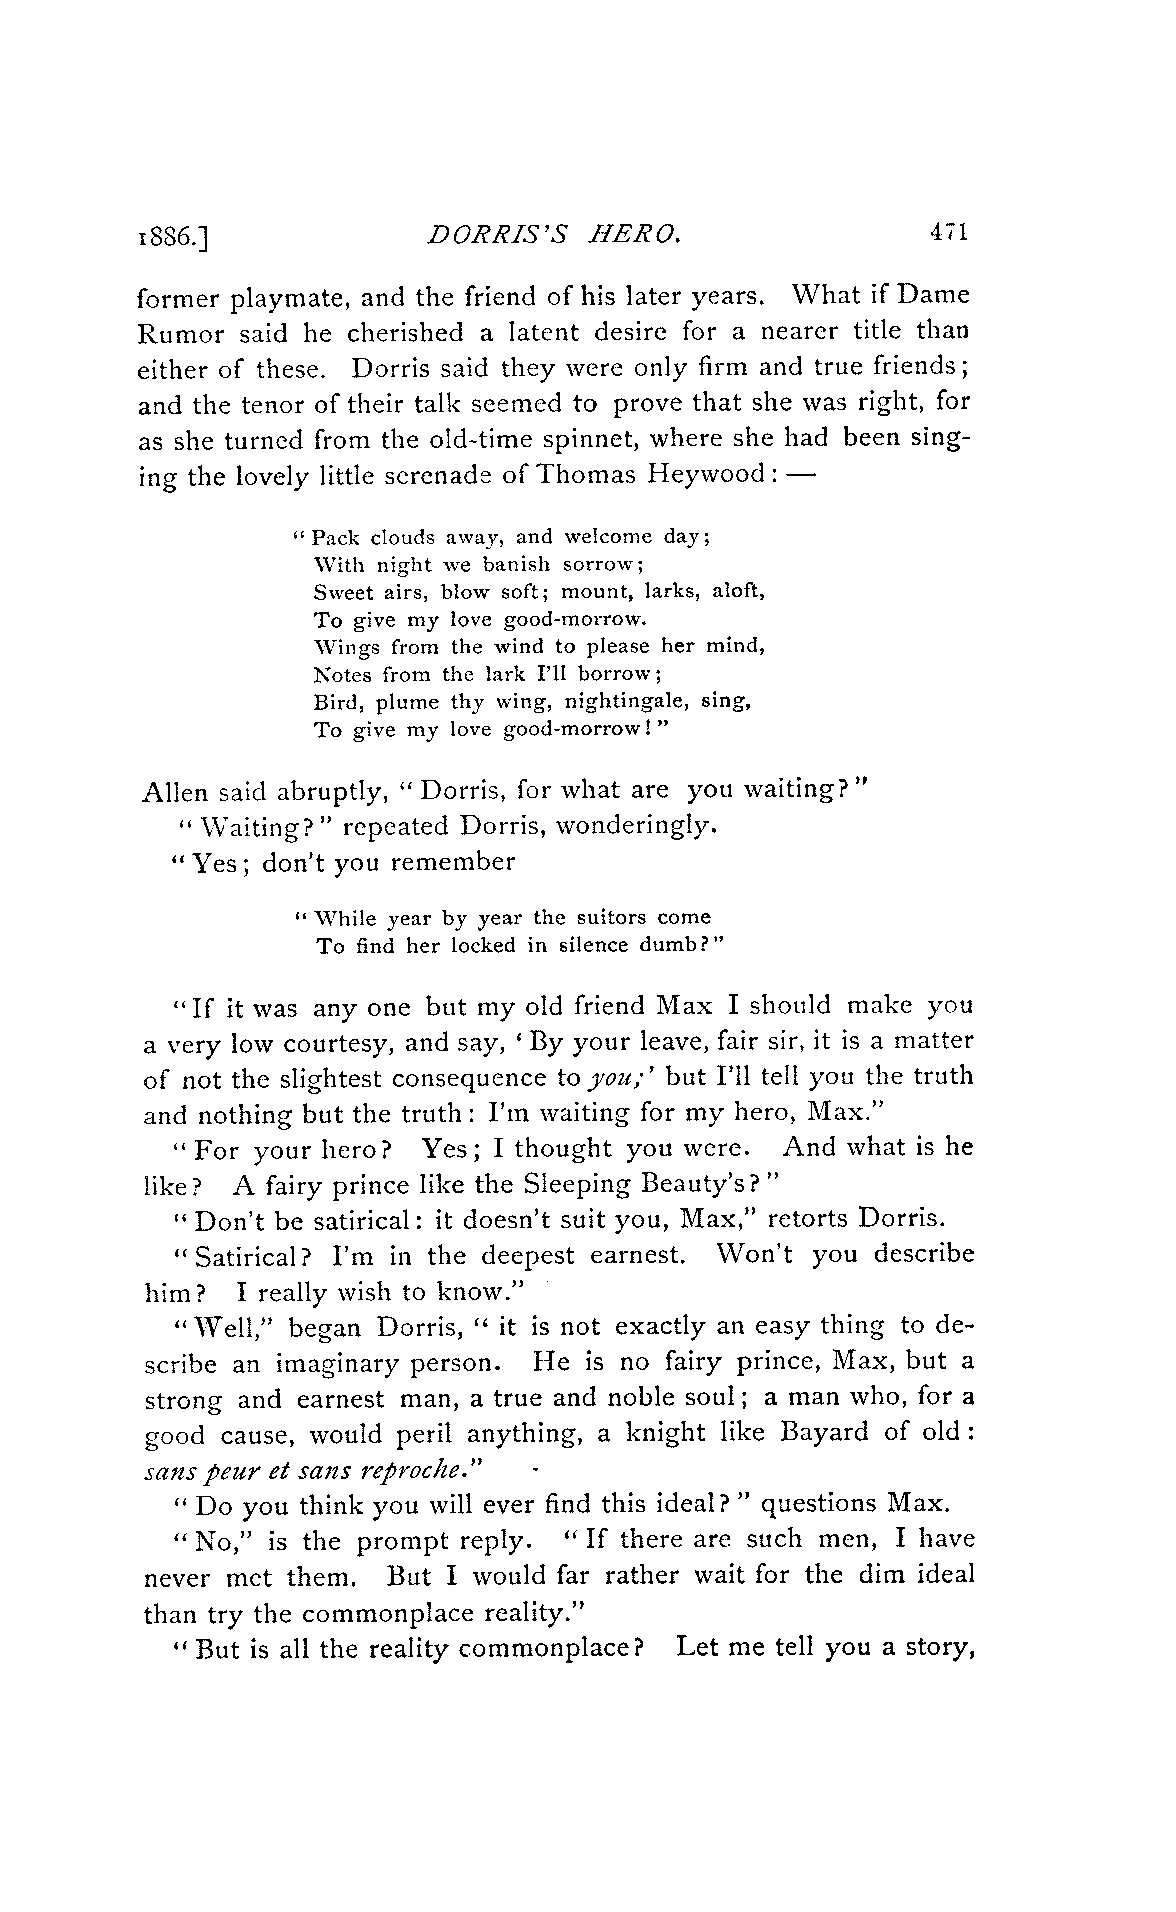 1886.] DORRIS'S HERO. 471
former playmate, and the friend of his later years. What if Dame
Rumor said he cherished a latent desire for a nearer title than
either of these. Dorris said they were only firm and true friends;
and the tenor of their talk seemed to prove that she was right, for
as she turned from the old-time spinnet, where she had been sing-
ing the lovely little serenade of Thomas Heywood: —
"Pack clouds away, and welcome day;
With night we banish sorrow;
Sweet airs, blow soft; mount, larks, aloft,
To give my love good-morrow.
Wings from the wind to please her mind,
Notes from the lark I'll borrow;
Bird, plume thy wing, nightingale, sing,
To give my love good-morrow!"
Allen said abruptly, "Dorris, for what are you waiting?"
"Waiting?" repeated Dorris, wonderingly.
"Yes; don't you remember
"While year by year the suitors come
To find her locked in silence dumb?"
"If it was any one but my old friend Max I should make you
a very low courtesy, and say, 'By your leave, fair sir, it is a matter
of not the slightest consequence to you;' but I'll tell you the truth
and nothing but the truth: I'm waiting for my hero, Max."
"For your hero? Yes; I thought you were. And what is he
like? A fairy prince like the Sleeping Beauty's?"
"Don't be satirical: it doesn't suit you, Max," retorts Dorris.
"Satirical? I'm in the deepest earnest. Won't you describe
him? I really wish to know."
"Well," began Dorris, "it is not exactly an easy thing to de-
scribe an imaginary person. He is no fairy prince, Max, but a
strong and earnest man, a true and noble soul; a man who, for a
good cause, would peril anything, a knight like Bayard of old:
sans peur et sans reproche."
"Do you think you will ever find this ideal?" questions Max.
"No," is the prompt reply. "If there are such men, I have
never met them. But I would far rather wait for the dim ideal
than try the commonplace reality."
"But is all the reality commonplace? Let me tell you a story,